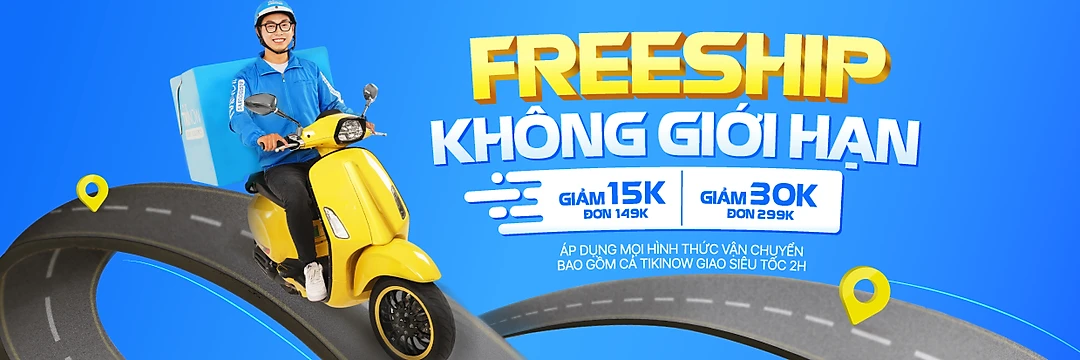 FREESHIP
KHÔNG GIỚI HẠN
GIẢM 15K
ĐƠN 149K
GIẢM 30K
ĐƠN 299K
ÁP DỤNG MỌI HÌNH THỨC VẬN CHUYỂN
BAO GỒM CẢ TIKINOW GIAO SIÊU TỐC 2H